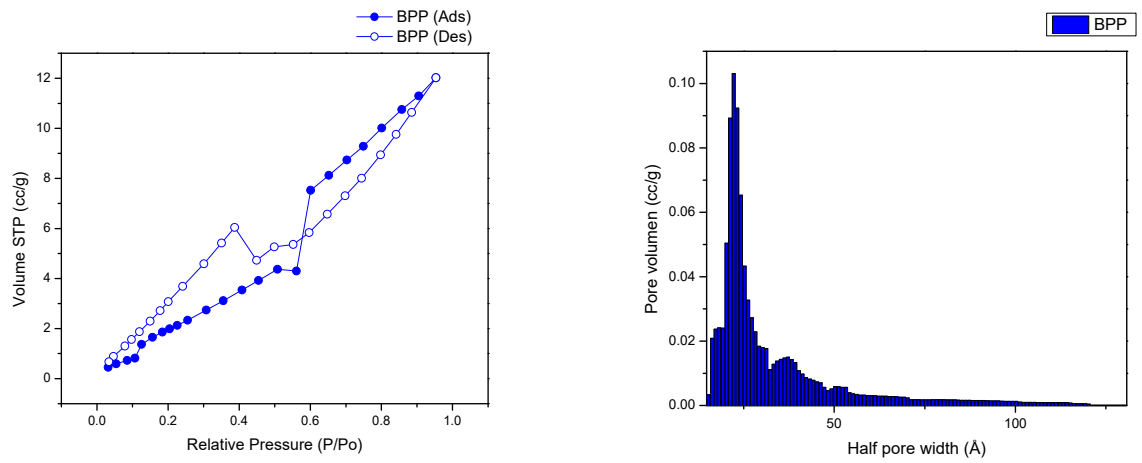 BPP (Ads)
BPP (Des)
12
10
8
6
4
2
0
0.0 0.2 0.4 0.6 0.8 1.0
Volume STP (cc/g)
Relative Pressure (P/Po)
BPP
0.10
0.08
0.06
0.04
0.02
0.00
50 100
Pore volumen (cc/g)
Half pore width (Å)